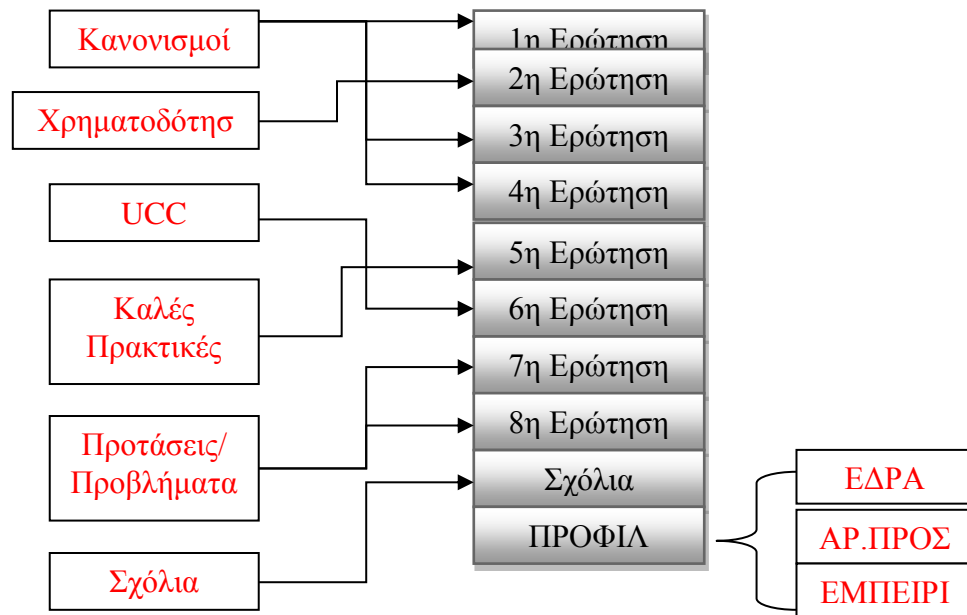 Κανονισμοί
Χρηματοδότησ
UCC
Καλές
Πρακτικές
Προτάσεις/
Προβλήματα
Σχόλια
1η Ερώτηση
2η Ερώτηση
3η Ερώτηση
4η Ερώτηση
5η Ερώτηση
6η Ερώτηση
7η Ερώτηση
8η Ερώτηση
Σχόλια
ΠΡΟΦΙΛ
ΕΔΡΑ
ΑΡ.ΠΡΟΣ
ΕΜΠΕΙΡΙ